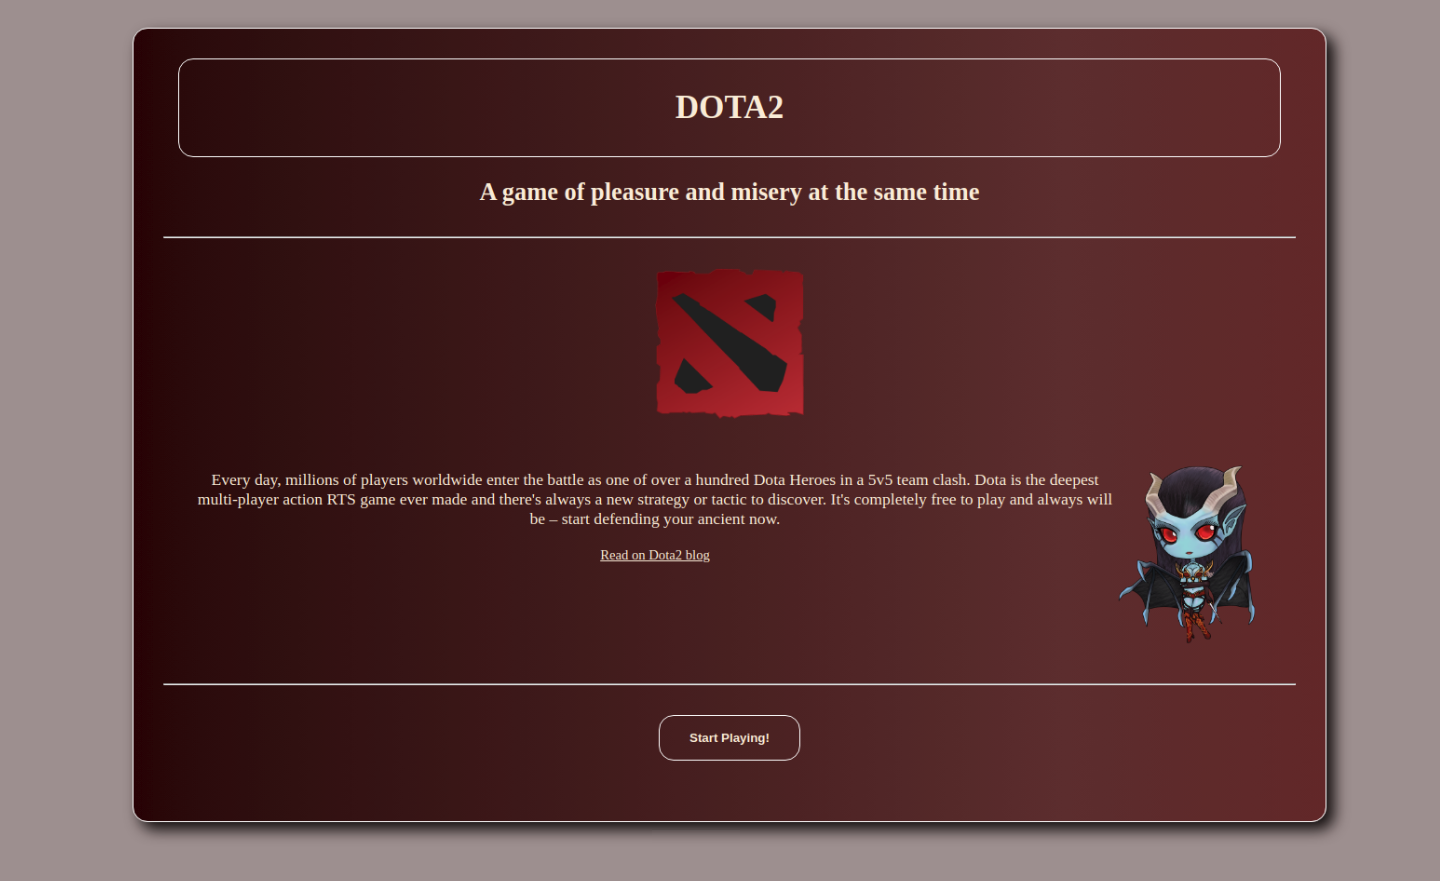 DOTA2
A game of pleasure and misery at the same time
Every day, millions of players worldwide enter the battle as one of over a hundred Dota Heroes in a 5v5 team clash. Dota is the deepest
multi-player action RTS game ever made and there's always a new strategy or tactic to discover. It's completely free to play and always will
be – start defending your ancient now.
Read on Dota2 blog
Start Playing!